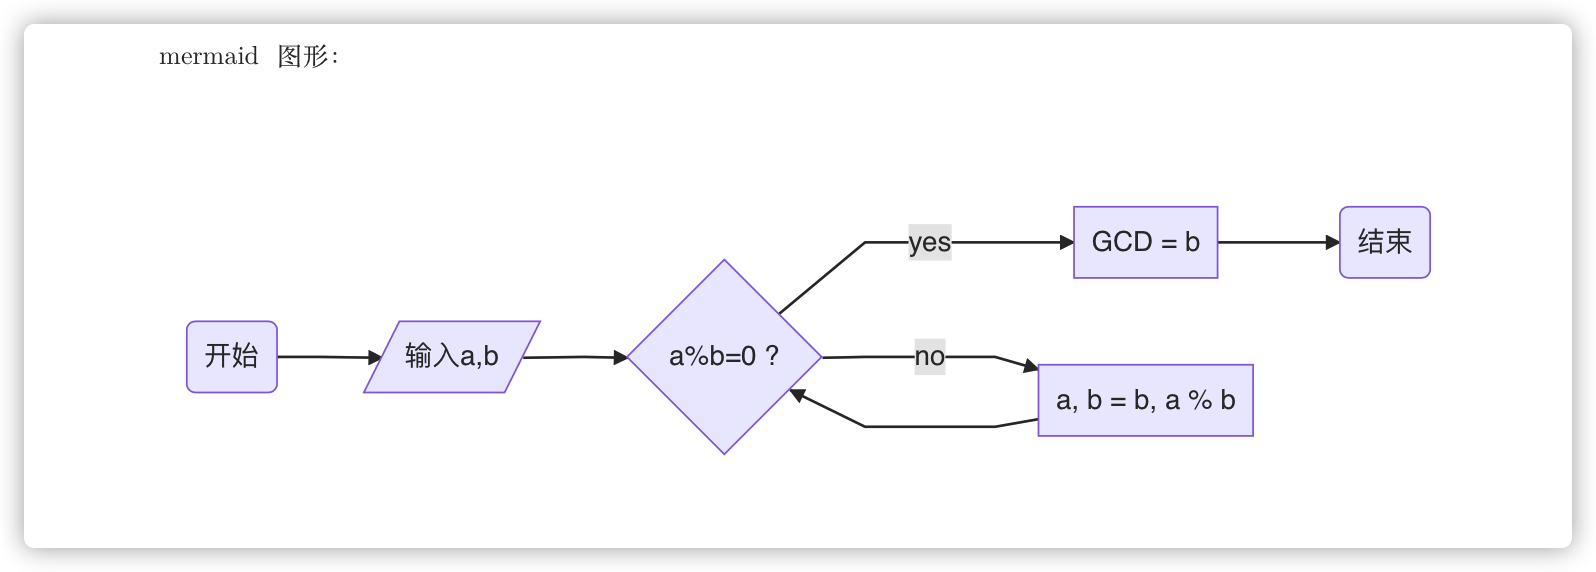 mermaid 图形:
yes
GCD = b
结束
开始
输入a,b
a%b=0 ?
no
a, b = b, a % b